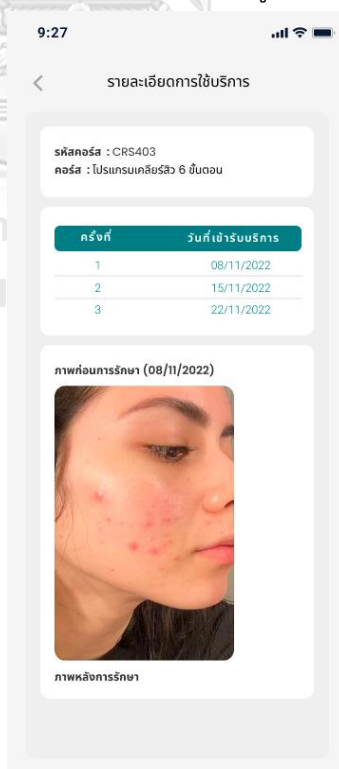 9:27
รายละเอียดการใช้บริการ
รหัสคอร์ส : CRS403
คอร์ส : โปรแกรมเคลียร์สิว 6 ขั้นตอน
ครั้งที่ วันที่เข้ารับบริการ
1 08/11/2022
2 15/11/2022
3 22/11/2022
ภาพก่อนการรักษา (08/11/2022)
ภาพหลังการรักษา